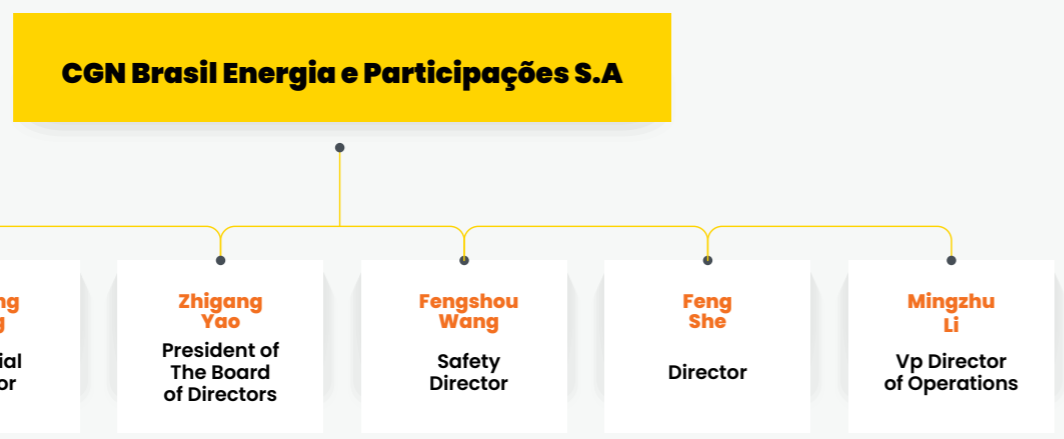 CGN Brasil Energia e Participações S.A
Zhigang
Yao
President of
The Board
of Directors
Fengshou
Wang
Safety
Director
Feng
She
Director
Mingzhu
Li
Vp Director
of Operations